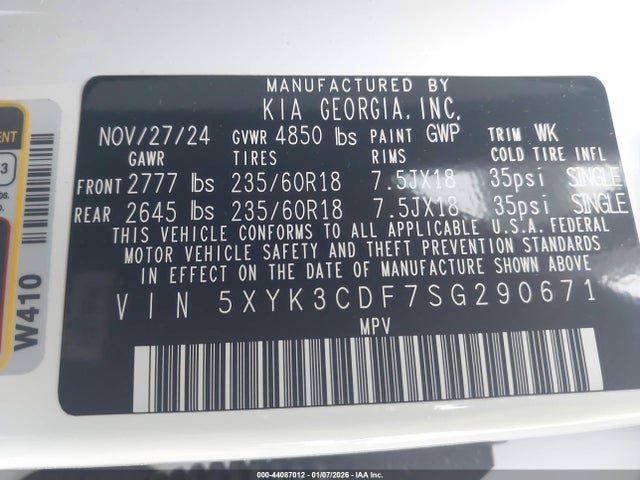 MANUFACTURED BY
KIA GEORGIA, INC.
NOV/27/24 GVWR 4850 lbs PAINT GWP TRIM WK
GAWR TIRES RIMS COLD TIRE INFL
FRONT 2777 lbs 235/60R18 7.5JX18 35psi SINGLE
REAR 2645 lbs 235/60R18 7.5JX18 35psi SINGLE
THIS VEHICLE CONFORMS TO ALL APPLICABLE U.S.A. FEDERAL
MOTOR VEHICLE SAFETY AND THEFT PREVENTION STANDARDS
IN EFFECT ON THE DATE OF MANUFACTURE SHOWN ABOVE
VIN 5XYK3CDF7SG290671
MPV
W410
000-44087012 - 01/07/2026 - IAA Inc.